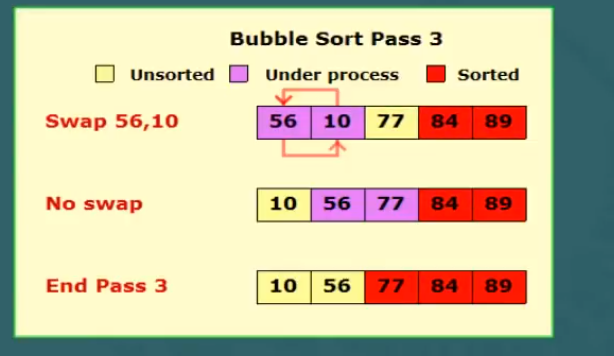 Bubble Sort Pass 3
Unsorted Under process Sorted
Swap 56,10 56 10 77 84 89
No swap 10 56 77 84 89
End Pass 3 10 56 77 84 89